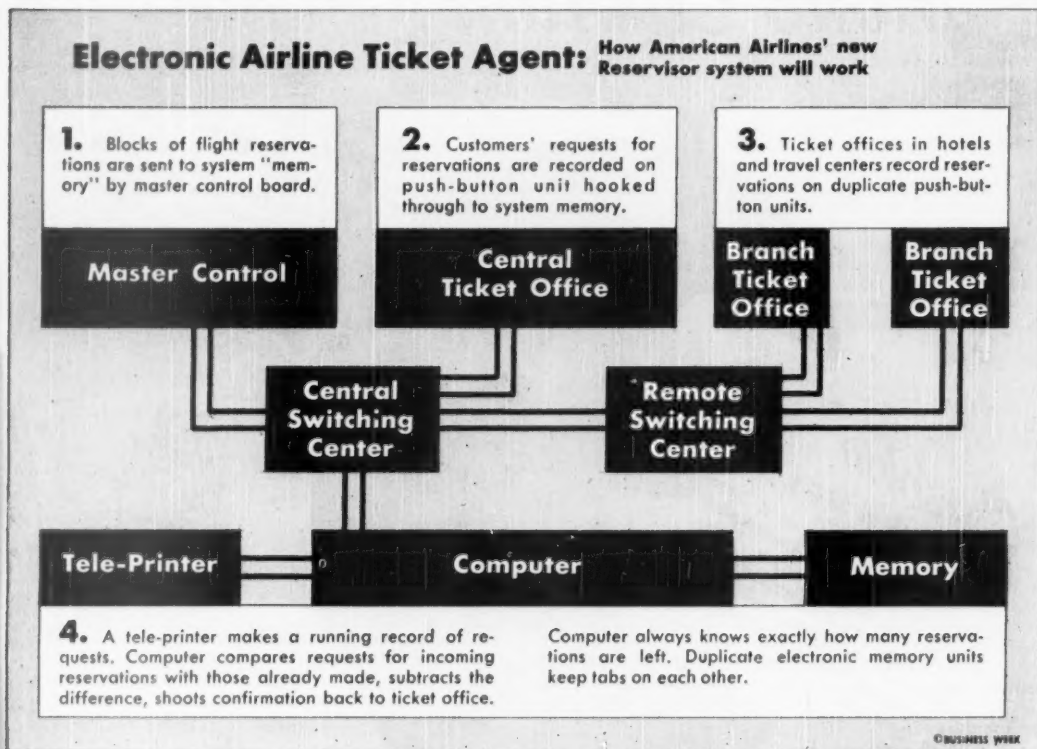 Electronic Airline Ticket Agent: How American Airlines' new
Reservisor system will work
1. Blocks of flight reserva-
tions are sent to system "mem-
ory" by master control board.
2. Customers' requests for
reservations are recorded on
push-button unit hooked
through to system memory.
3. Ticket offices in hotels
and travel centers record reser-
vations on duplicate push-but-
ton units.
Master Control
Central
Ticket Office
Branch
Ticket
Office
Branch
Ticket
Office
Central
Switching
Center
Remote
Switching
Center
Tele-Printer
Computer
Memory
4. A tele-printer makes a running record of re-
quests. Computer compares requests for incoming
reservations with those already made, subtracts the
difference, shoots confirmation back to ticket office.
Computer always knows exactly how many reserva-
tions are left. Duplicate electronic memory units
keep tabs on each other.
©BUSINESS WEEK